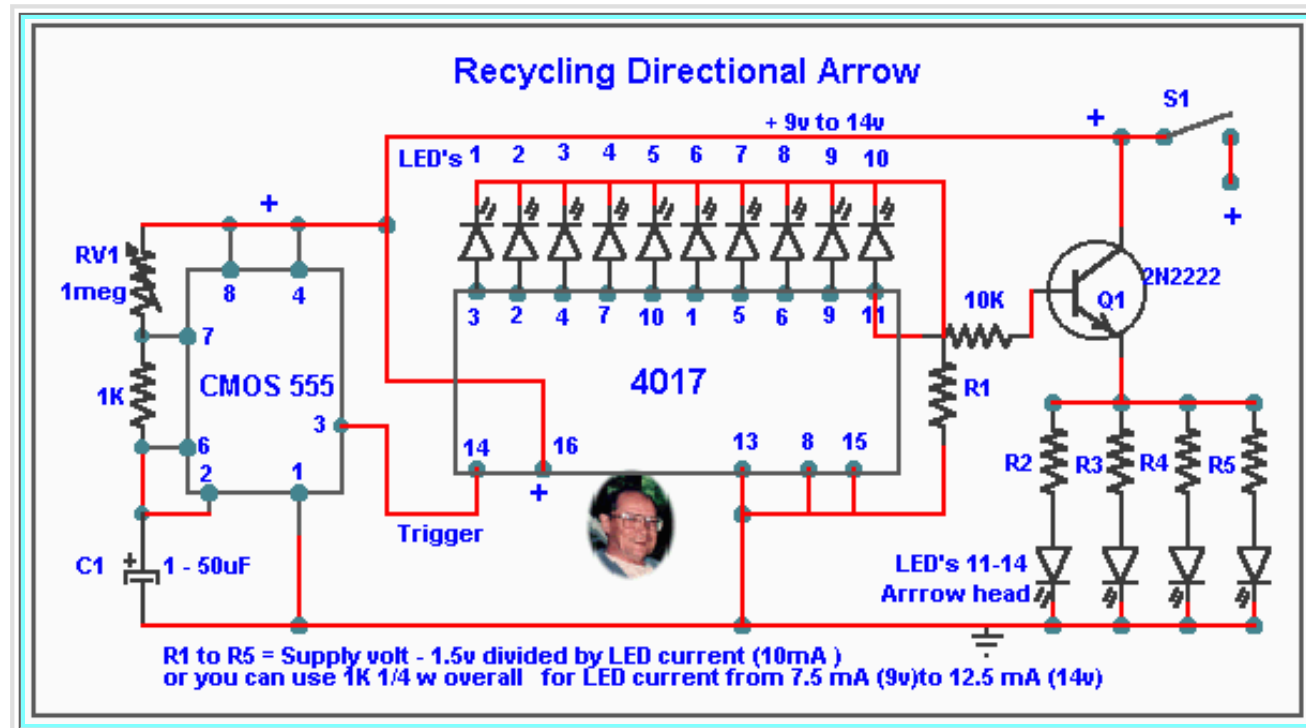 Recycling Directional Arrow
S1
+ 9v to 14v
+
LED's 1 2 3 4 5 6 7 8 9 10
+
+
RV1
1meg
8 4
2N2222
3 2 4 7 10 1 5 6 9 11
10K
Q1
7
CMOS 555
4017
1K
R1
3
6
14 16 13 8 15
2 1
+
R2 R3 R4 R5
Trigger
C1 + 1 - 50uF
LED's 11-14
Arrrow head
R1 to R5 = Supply volt - 1.5v divided by LED current (10mA )
or you can use 1K 1/4 w overall for LED current from 7.5 mA (9v)to 12.5 mA (14v)